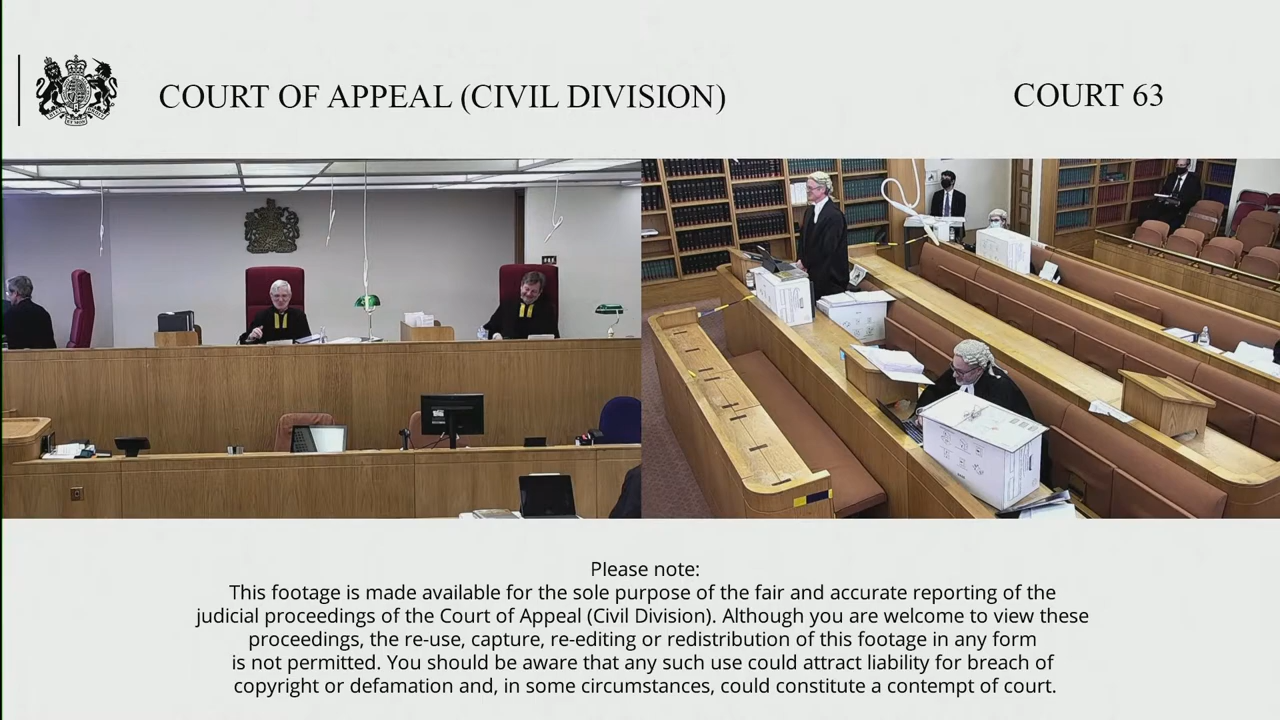 COURT OF APPEAL (CIVIL DIVISION)
COURT 63
Please note:
This footage is made available for the sole purpose of the fair and accurate reporting of the
judicial proceedings of the Court of Appeal (Civil Division). Although you are welcome to view these
proceedings, the re-use, capture, re-editing or redistribution of this footage in any form
is not permitted. You should be aware that any such use could attract liability for breach of
copyright or defamation and, in some circumstances, could constitute a contempt of court.